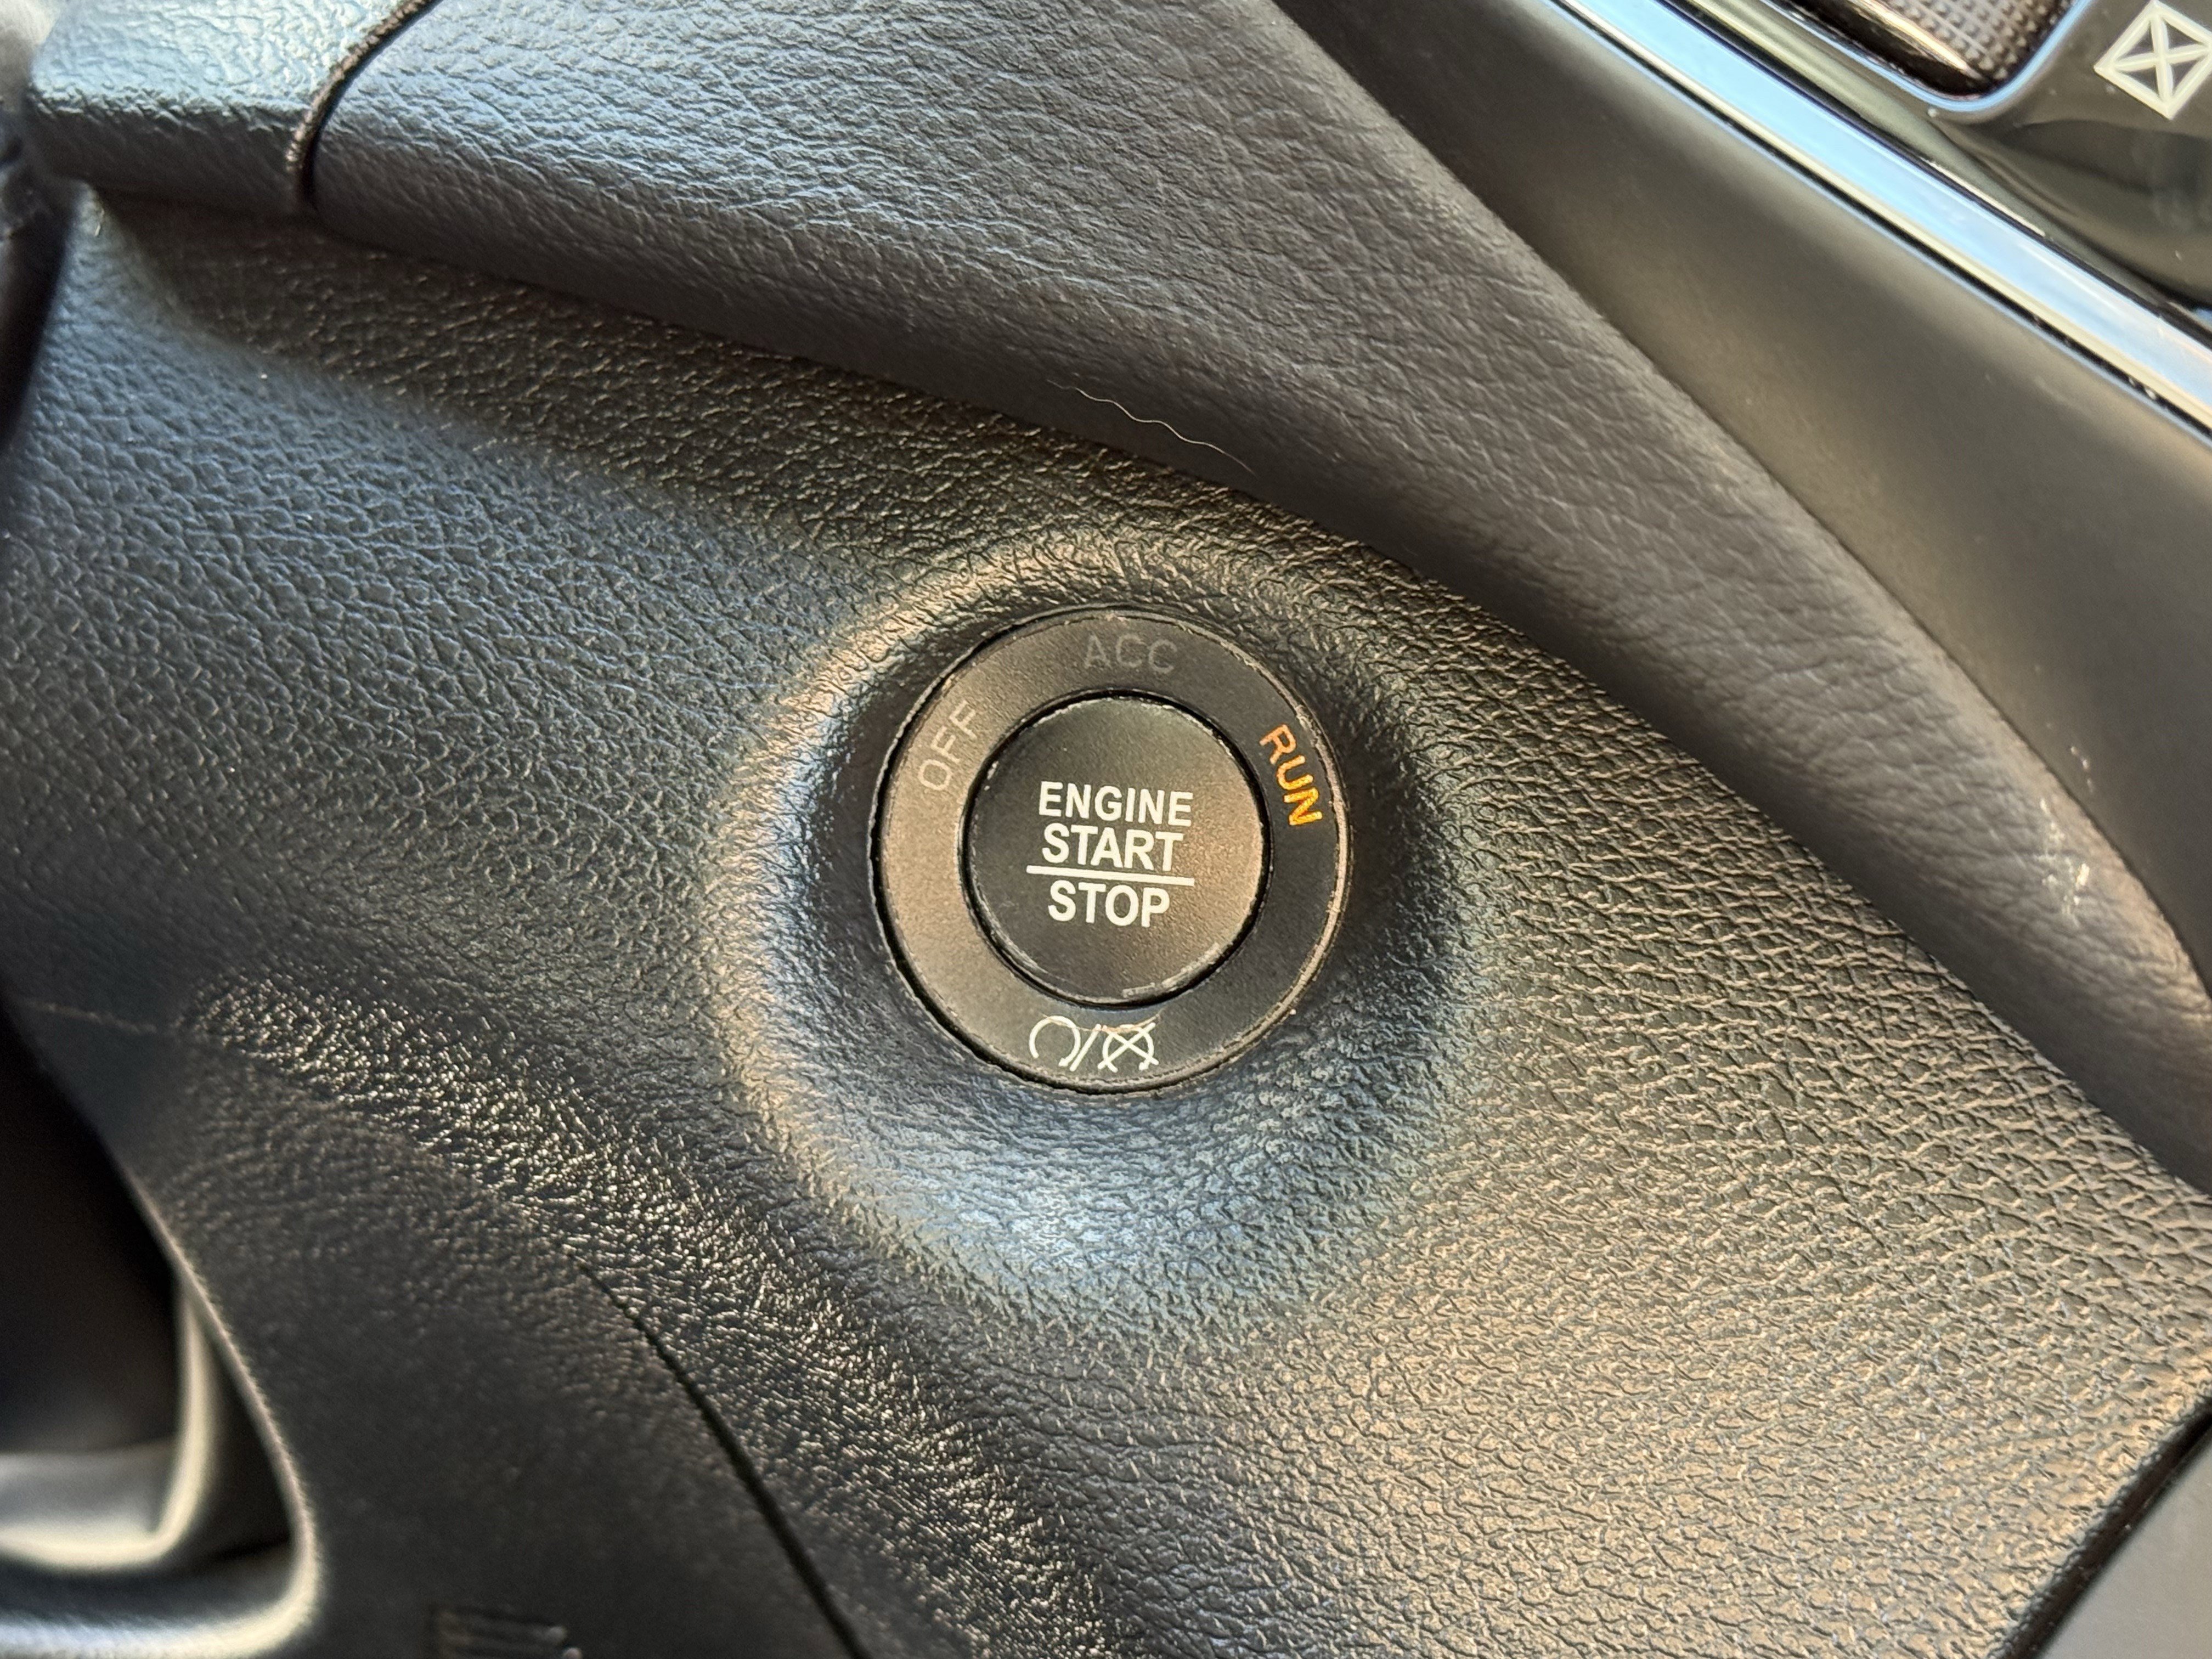 ACC
OFF
RUN
ENGINE
START
STOP